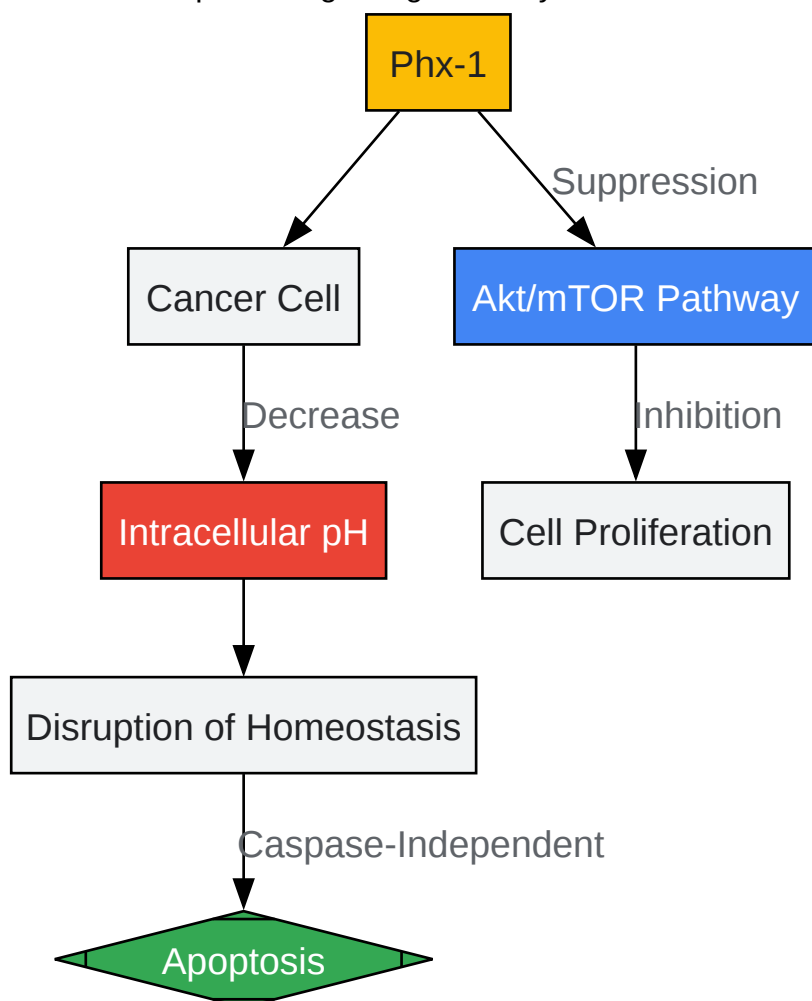 Phx-1
Suppression
Cancer Cell
Akt/mTOR Pathway
Decrease
Inhibition
Intracellular pH
Cell Proliferation
Disruption of Homeostasis
Caspase-Independent
Apoptosis